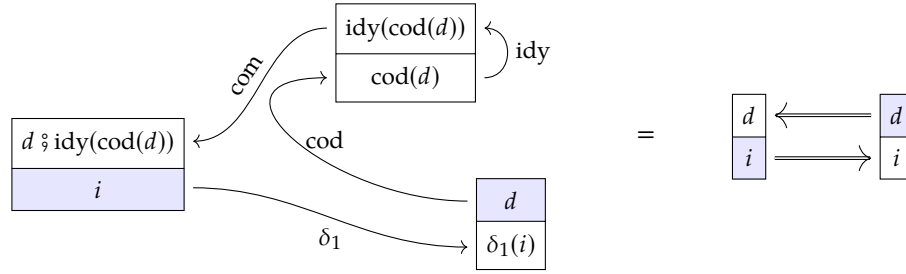 idy(cod(d))
cod(d)
idy
com
cod
d ⨟ idy(cod(d))
i
δ₁
d
δ₁(i)
=
d
i
d
i